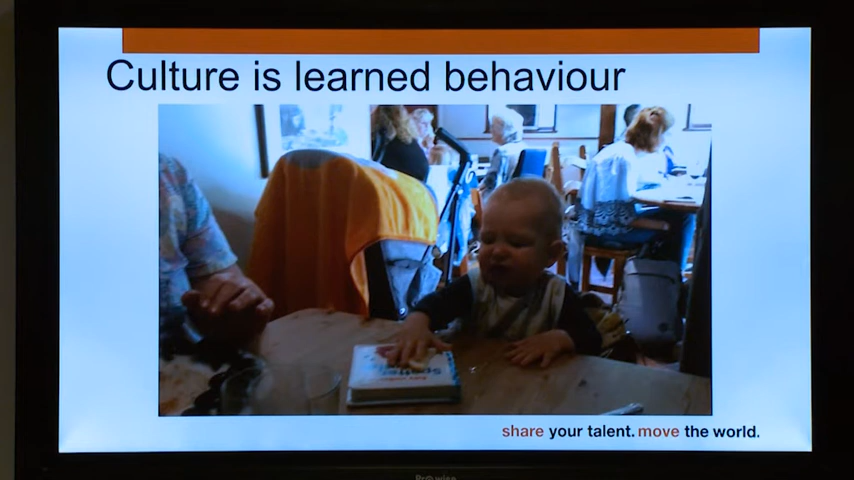 Culture is learned behaviour
share your talent. move the world.